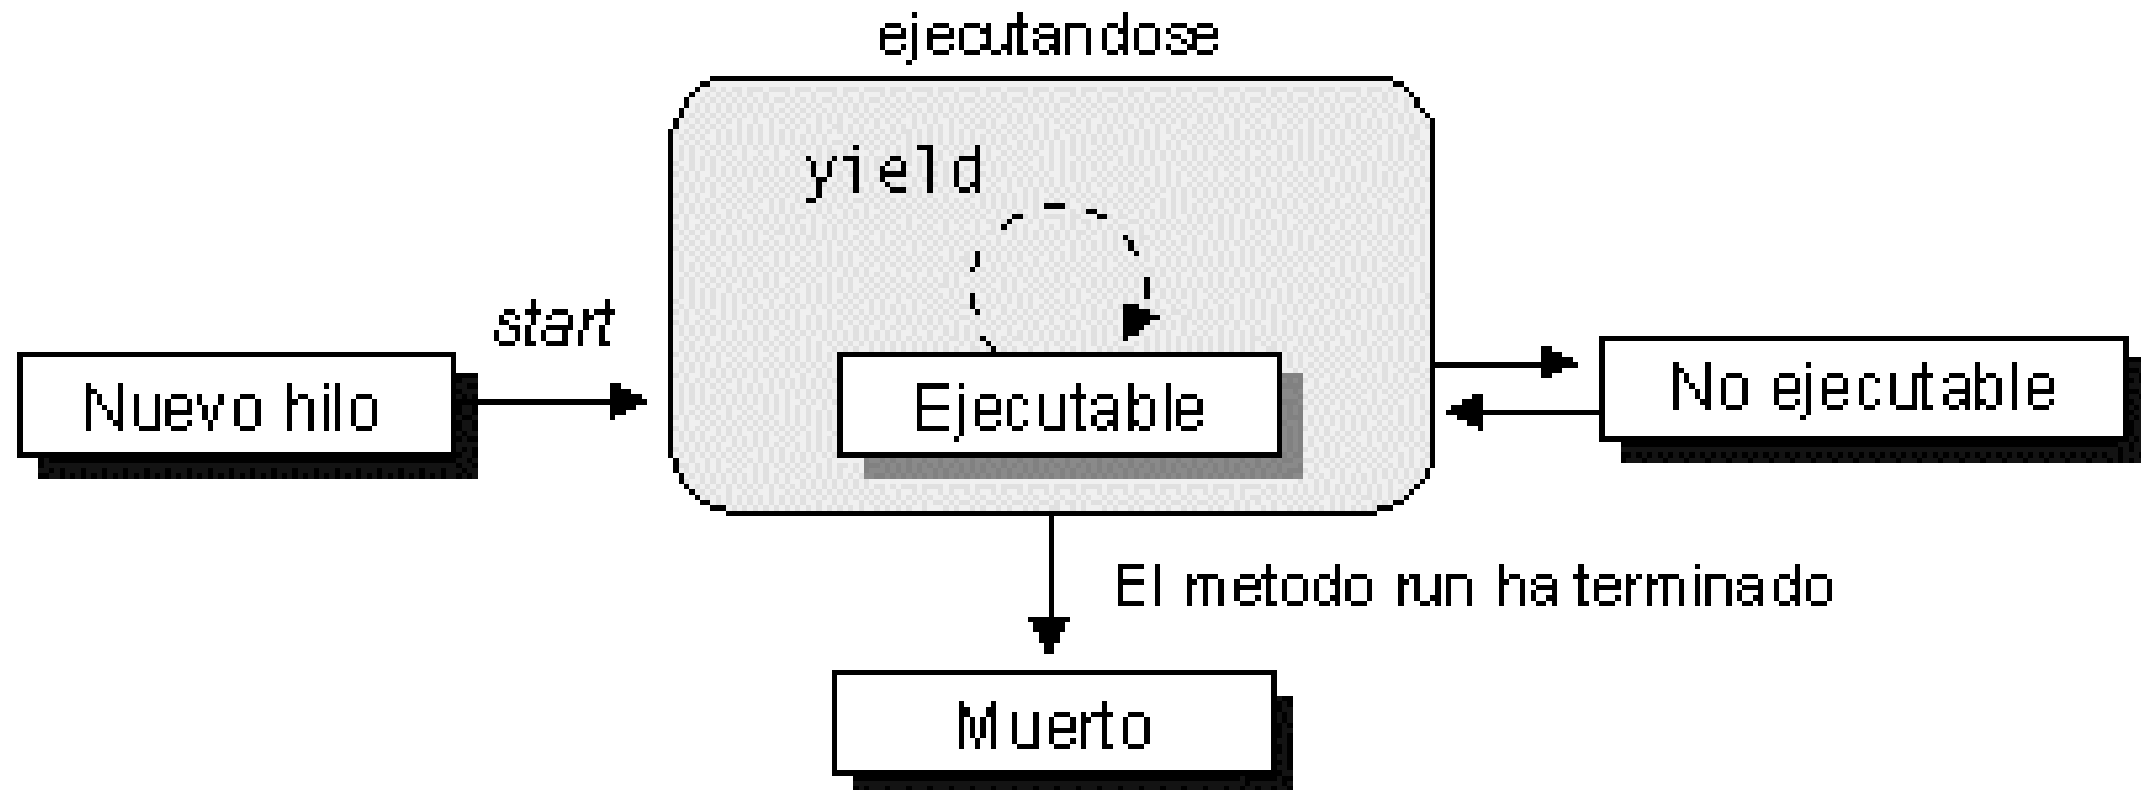 ejecutandose
yield
start
Nuevo hilo
Ejecutable
No ejecutable
El metodo run ha terminado
Muerto